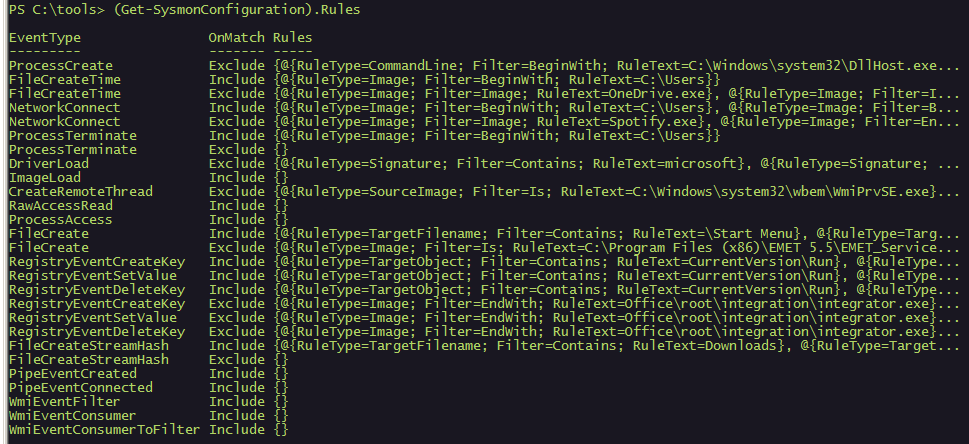 PS C:\tools> (Get-SysmonConfiguration).Rules
EventType OnMatch Rules
--------- ------- -----
ProcessCreate Exclude {@{RuleType=CommandLine; Filter=BeginWith; RuleText=C:\Windows\system32\DllHost.exe...
FileCreateTime Include {@{RuleType=Image; Filter=BeginWith; RuleText=C:\Users}}
FileCreateTime Exclude {@{RuleType=Image; Filter=Image; RuleText=OneDrive.exe}, @{RuleType=Image; Filter=I...
NetworkConnect Include {@{RuleType=Image; Filter=BeginWith; RuleText=C:\Users}, @{RuleType=Image; Filter=B...
NetworkConnect Exclude {@{RuleType=Image; Filter=Image; RuleText=Spotify.exe}, @{RuleType=Image; Filter=En...
ProcessTerminate Include {@{RuleType=Image; Filter=BeginWith; RuleText=C:\Users}}
ProcessTerminate Exclude {}
DriverLoad Exclude {@{RuleType=Signature; Filter=Contains; RuleText=microsoft}, @{RuleType=Signature; ...
ImageLoad Include {}
CreateRemoteThread Exclude {@{RuleType=SourceImage; Filter=Is; RuleText=C:\Windows\system32\wbem\WmiPrvSE.exe}...
RawAccessRead Include {}
ProcessAccess Include {}
FileCreate Include {@{RuleType=TargetFilename; Filter=Contains; RuleText=\Start Menu}, @{RuleType=Targ...
FileCreate Exclude {@{RuleType=Image; Filter=Is; RuleText=C:\Program Files (x86)\EMET 5.5\EMET_Service...
RegistryEventCreateKey Include {@{RuleType=TargetObject; Filter=Contains; RuleText=CurrentVersion\Run}, @{RuleType...
RegistryEventSetValue Include {@{RuleType=TargetObject; Filter=Contains; RuleText=CurrentVersion\Run}, @{RuleType...
RegistryEventDeleteKey Include {@{RuleType=TargetObject; Filter=Contains; RuleText=CurrentVersion\Run}, @{RuleType...
RegistryEventCreateKey Exclude {@{RuleType=Image; Filter=EndWith; RuleText=Office\root\integration\integrator.exe}...
RegistryEventSetValue Exclude {@{RuleType=Image; Filter=EndWith; RuleText=Office\root\integration\integrator.exe}...
RegistryEventDeleteKey Exclude {@{RuleType=Image; Filter=EndWith; RuleText=Office\root\integration\integrator.exe}...
FileCreateStreamHash Include {@{RuleType=TargetFilename; Filter=Contains; RuleText=Downloads}, @{RuleType=Target...
FileCreateStreamHash Exclude {}
PipeEventCreated Include {}
PipeEventConnected Include {}
WmiEventFilter Include {}
WmiEventConsumer Include {}
WmiEventConsumerToFilter Include {}